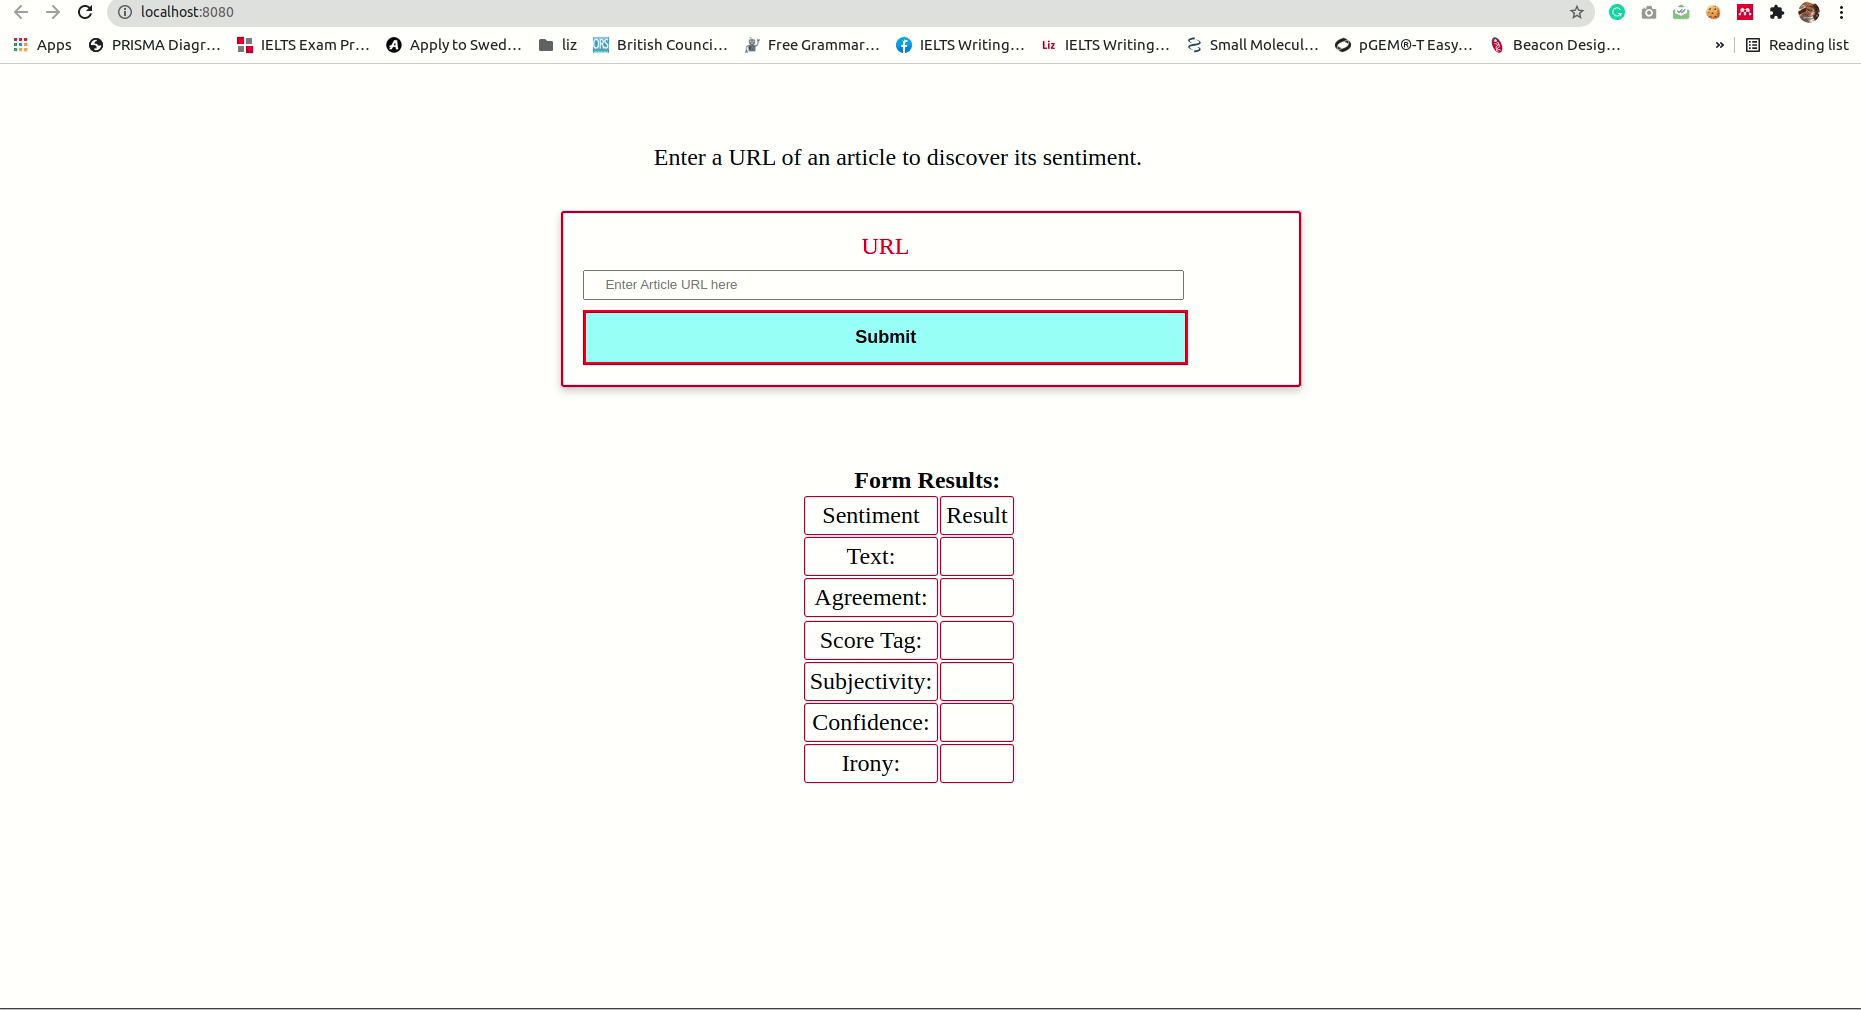 localhost:8080
Apps PRISMA Diagr... IELTS Exam Pr... Apply to Swed... liz ORS British Counci... Free Grammar... IELTS Writing... Liz IELTS Writing... Small Molecul... pGEM®-T Easy... Beacon Desig... » Reading list
Enter a URL of an article to discover its sentiment.
URL
Enter Article URL here
Submit
Form Results:
Sentiment Result
Text:
Agreement:
Score Tag:
Subjectivity:
Confidence:
Irony: